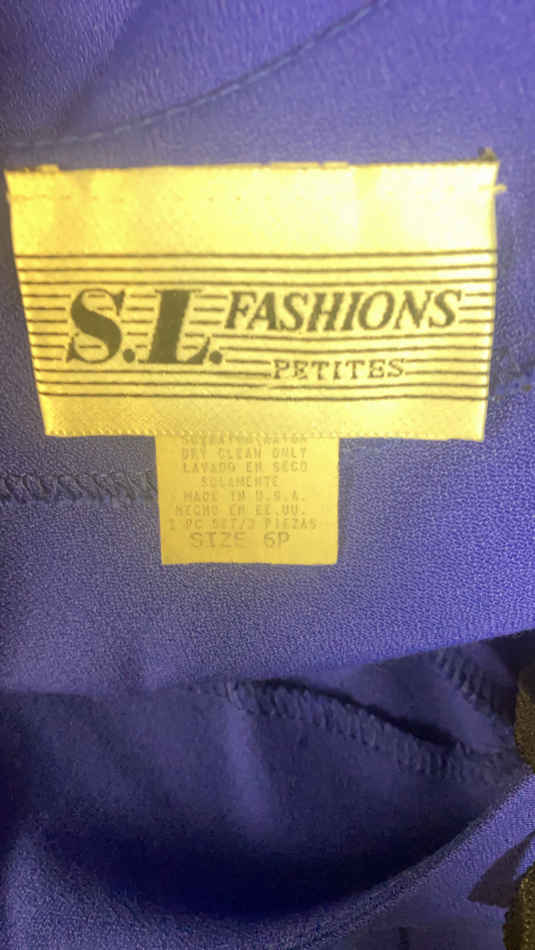 S.L. FASHIONS
PETITES
DRY CLEAN ONLY
LAVADO EN SECO
SOLAMENTE
MADE IN U.S.A.
HECHO EN EE.UU.
PC SET/2 PIEZAS
SIZE 6P